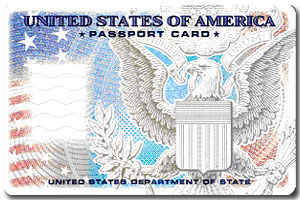 UNITED STATES OF AMERICA
★ PASSPORT CARD ★
UNITED STATES DEPARTMENT OF STATE